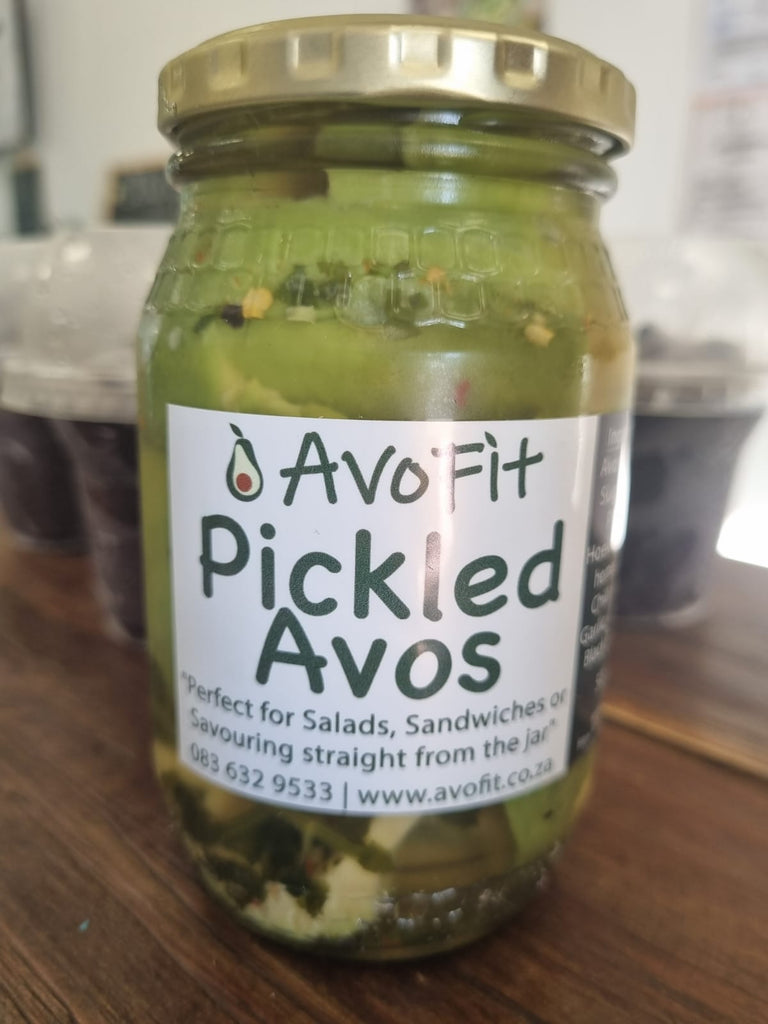 AvoFit
Pickled
Avos
"Perfect for Salads, Sandwiches or
Savouring straight from the jar".
083 632 9533 | www.avofit.co.za